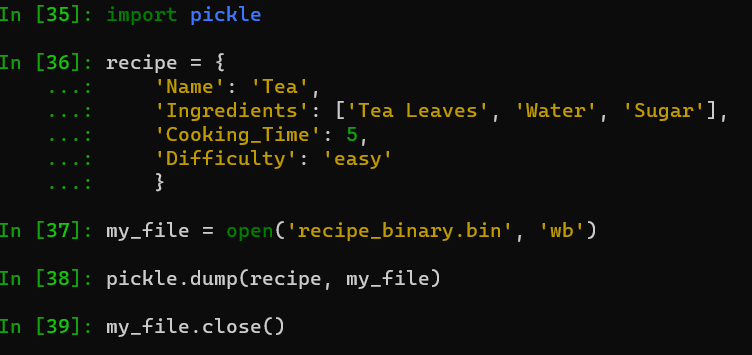 In [35]: import pickle
In [36]: recipe = {
    ...:     'Name': 'Tea',
    ...:     'Ingredients': ['Tea Leaves', 'Water', 'Sugar'],
    ...:     'Cooking_Time': 5,
    ...:     'Difficulty': 'easy'
    ...:     }
In [37]: my_file = open('recipe_binary.bin', 'wb')
In [38]: pickle.dump(recipe, my_file)
In [39]: my_file.close()